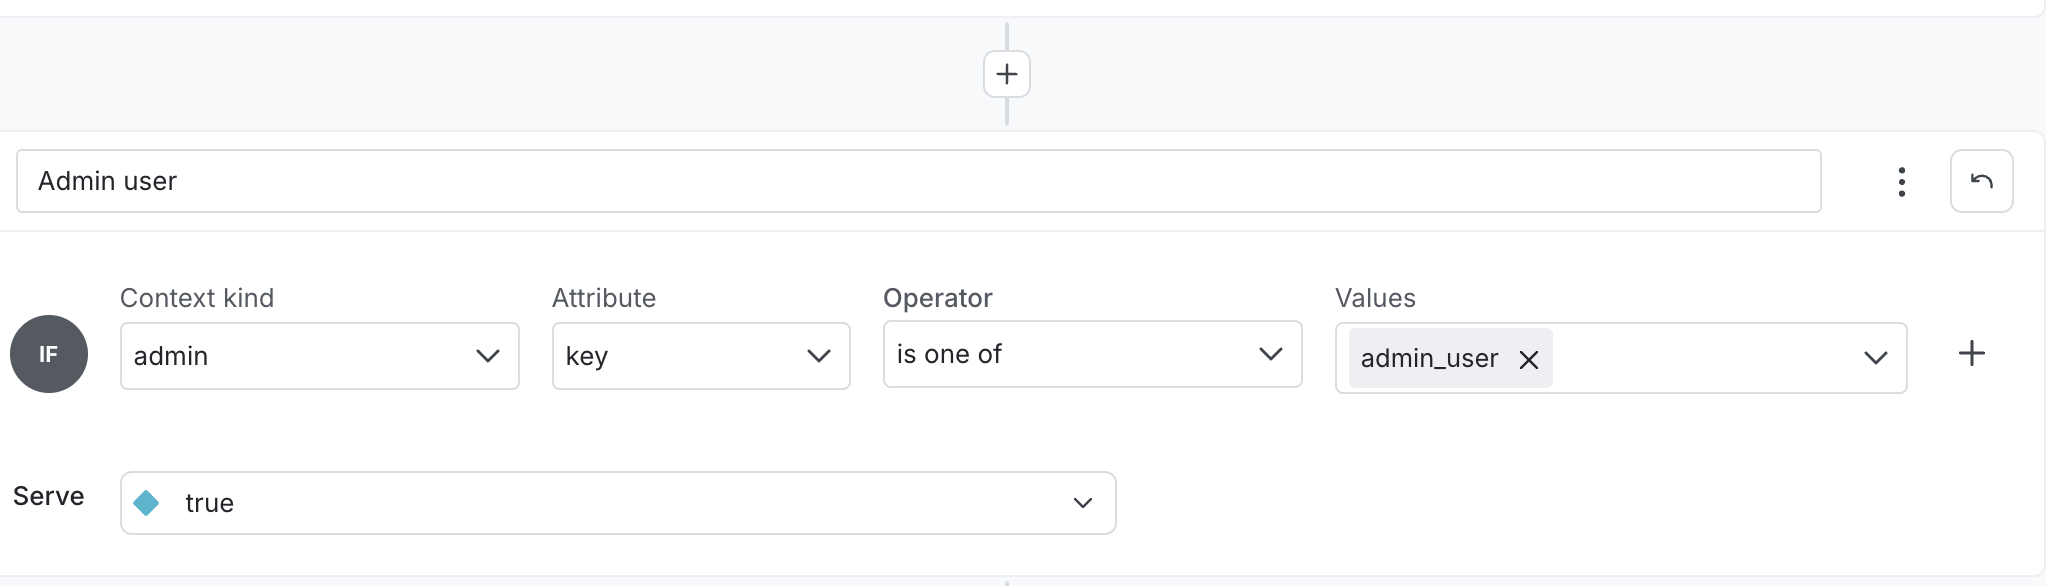 Admin user
Context kind Attribute Operator Values
IF admin key is one of admin_user
Serve true